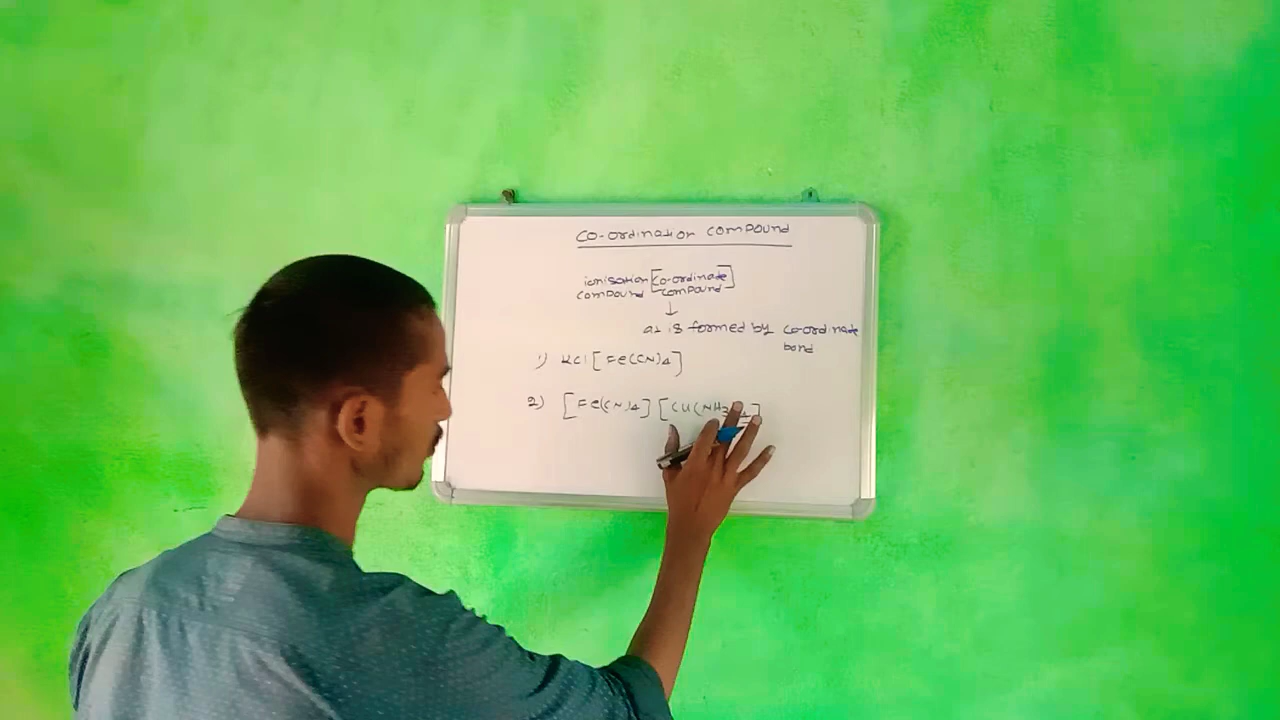 CO-ordination compound
ionisation [co-ordinate]
compound compound
↓
at is formed by co-ordinate
bond
1) KCl [Fe(CN)4]
2) [Fe(CN)4] [Cu(NH3